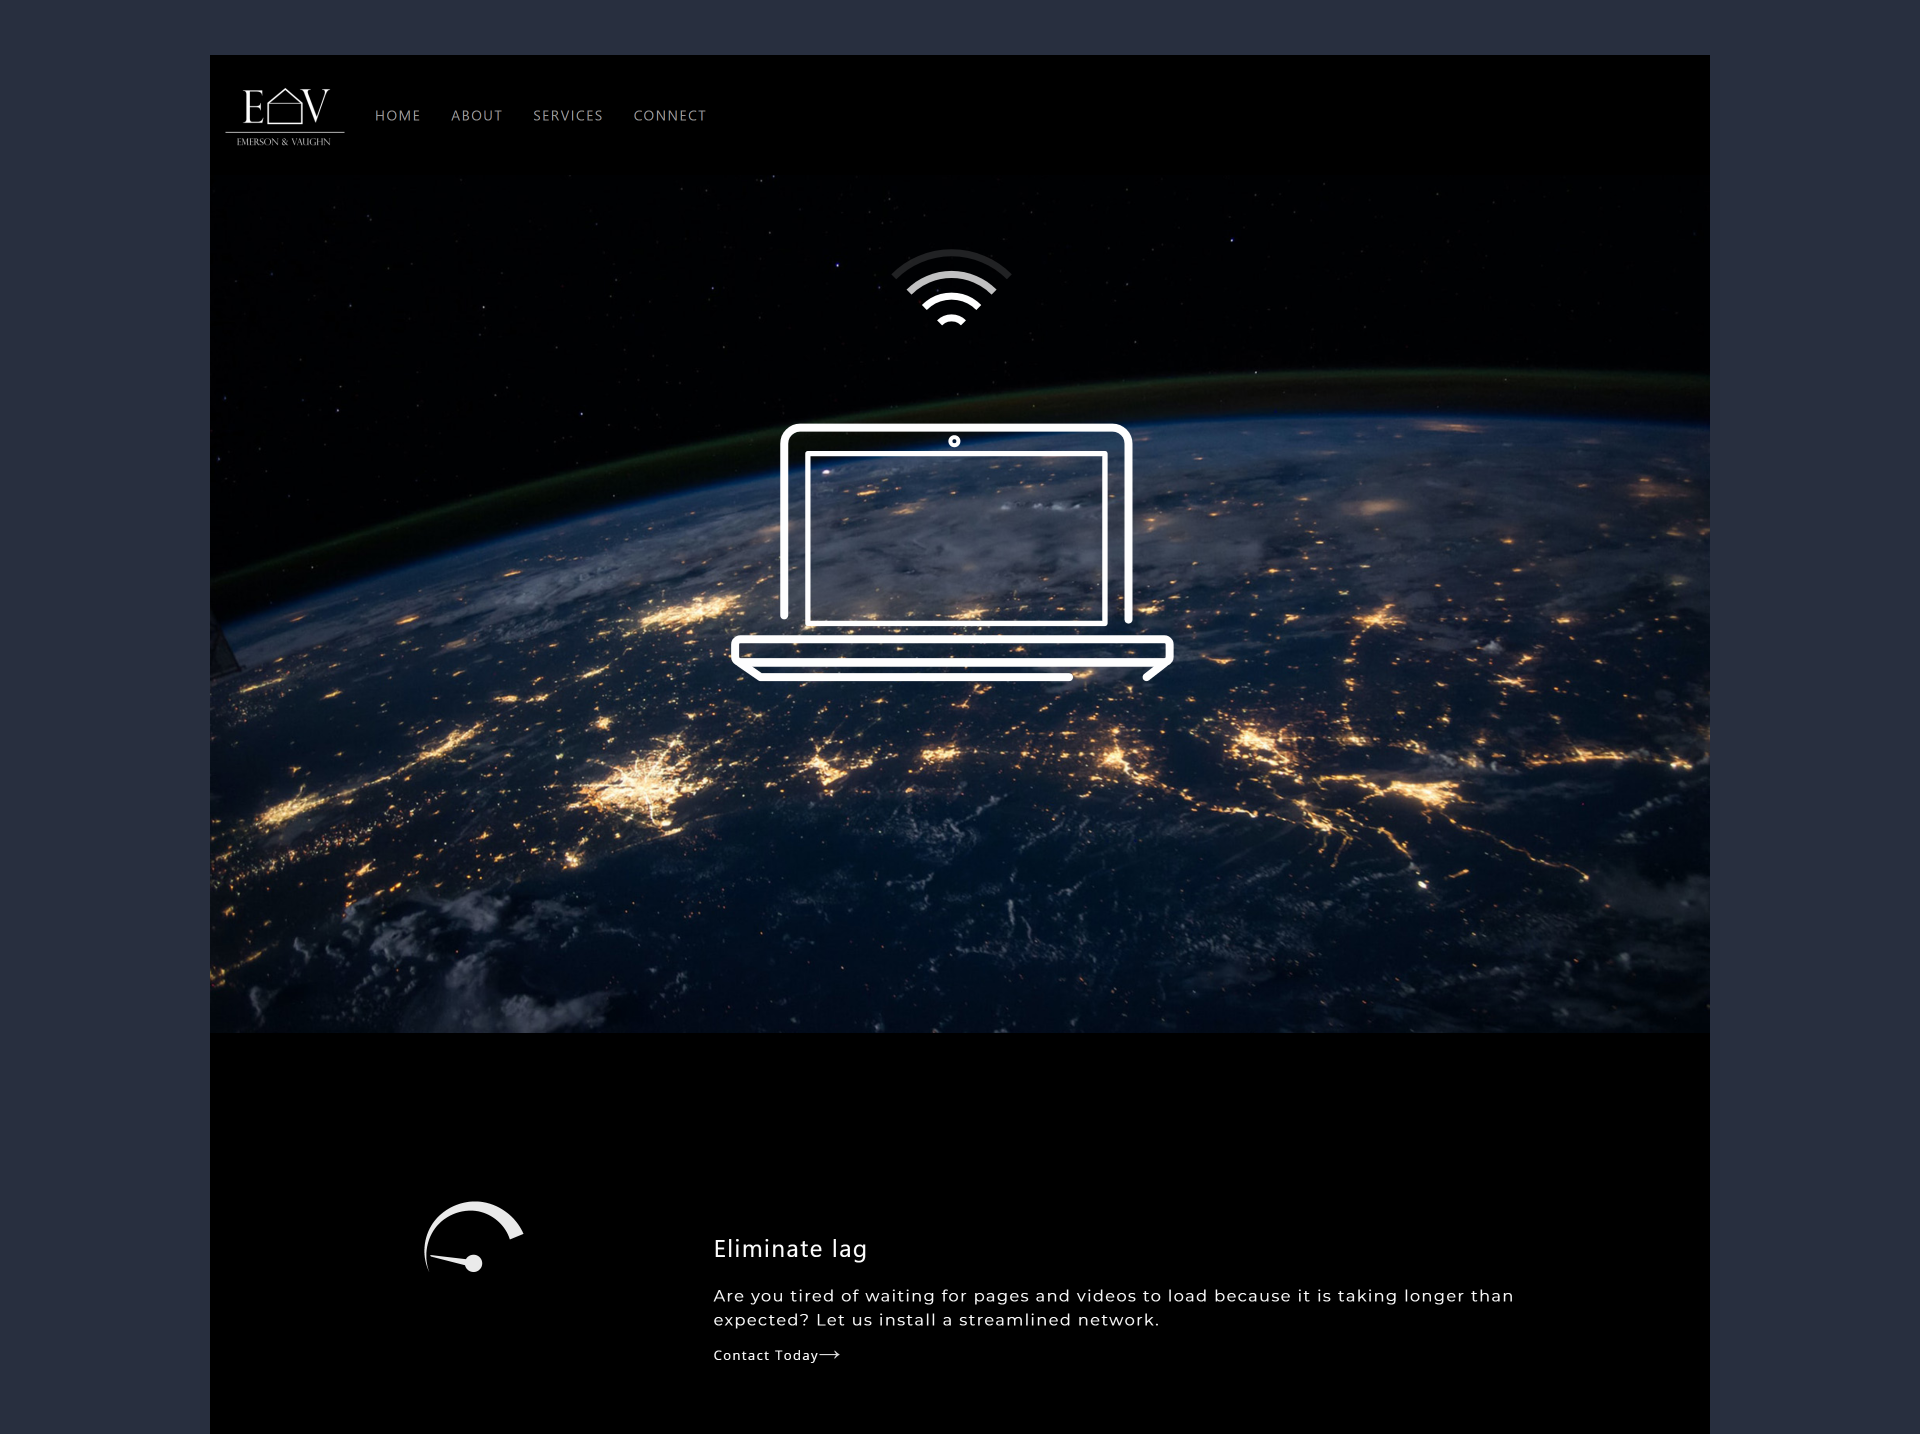 E V
EMERSON & VAUGHN
HOME ABOUT SERVICES CONNECT
Eliminate lag
Are you tired of waiting for pages and videos to load because it is taking longer than
expected? Let us install a streamlined network.
Contact Today→